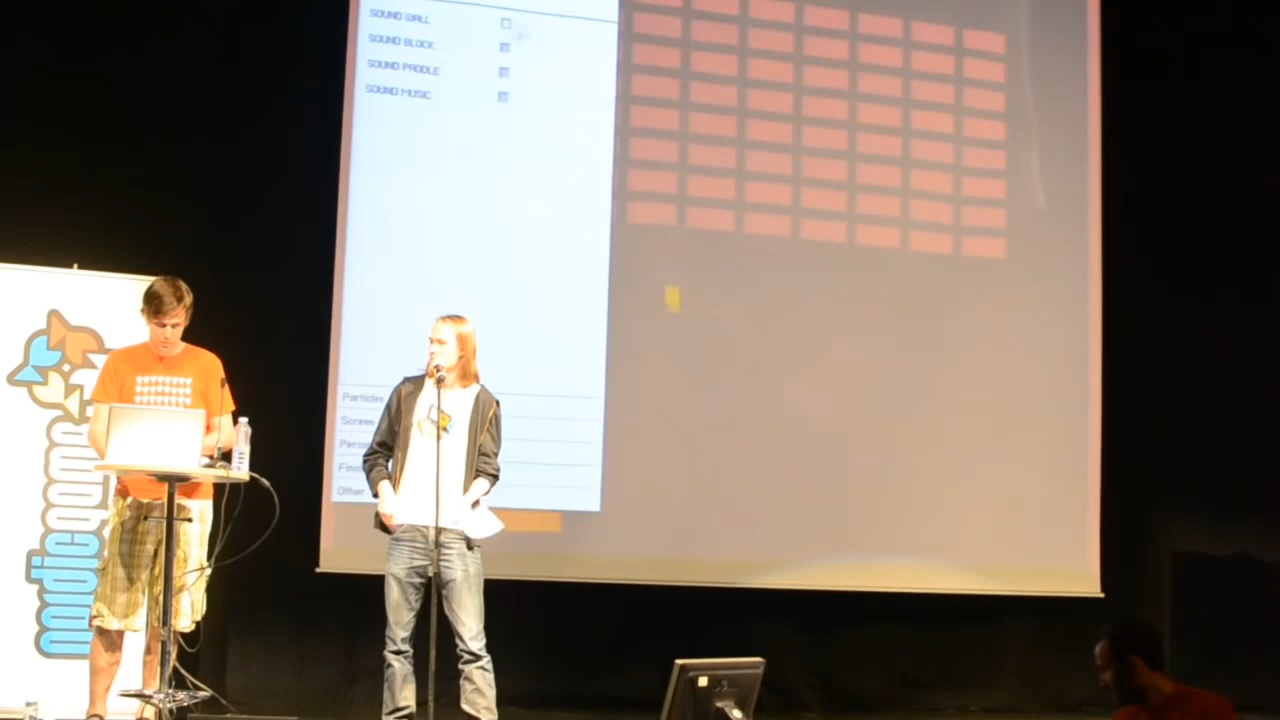 SOUND WALL
SOUND BLOCK
SOUND PADDLE
SOUND MUSIC
Particles
Screen
Other
nordicgame